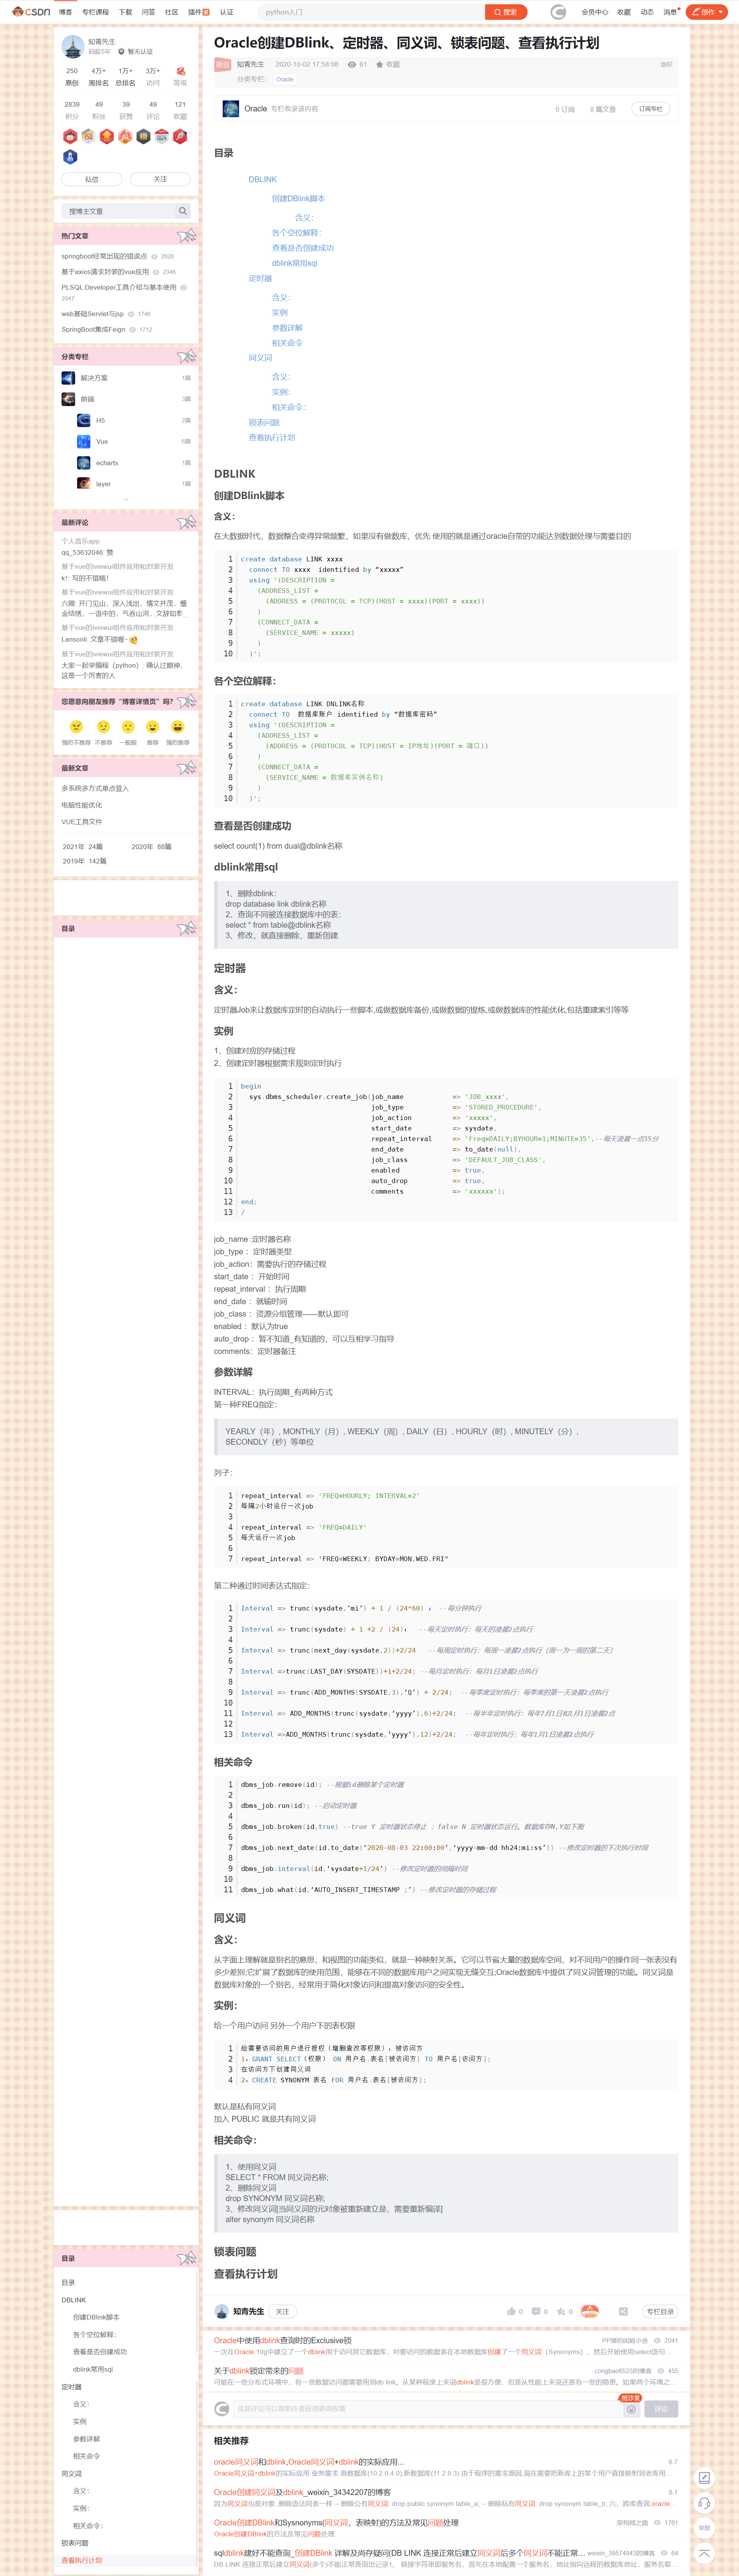 CSDN 博客 专栏课程 下载 问答 社区 插件 认证 python入门 搜索 会员中心 收藏 动态 消息 创作
知青先生
码龄5年 暂无认证
250 4万+ 1万+ 3万+
原创 周排名 总排名 访问 等级
2839 49 39 49 121
积分 粉丝 获赞 评论 收藏
私信 关注
搜博主文章
热门文章
springboot经常出现的错误点 2628
基于axios请求封装的vue应用 2346
PLSQL Developer工具介绍与基本使用
2047
web基础Servlet与jsp 1746
SpringBoot集成Feign 1712
分类专栏
解决方案 1篇
前端 3篇
H5 2篇
Vue 6篇
echarts 1篇
layer 1篇
最新评论
个人音乐app
qq_53632046: 赞
基于vue的iviewui组件应用和封装开发
k↑: 写的不错哦！
基于vue的iviewui组件应用和封装开发
基于vue的iviewui组件应用和封装开发
Lansonli: 文章不错喔~
基于vue的iviewui组件应用和封装开发
大家一起学编程（python）: 确认过眼神，
这是一个厉害的人
您愿意向朋友推荐“博客详情页”吗？
强烈不推荐 不推荐 一般般 推荐 强烈推荐
最新文章
多系统多方式单点登入
电脑性能优化
VUE工具文件
2021年 24篇 2020年 88篇
2019年 142篇
目录
目录
目录
DBLINK
创建DBlink脚本
各个空位解释：
查看是否创建成功
dblink常用sql
定时器
含义：
实例
参数详解
相关命令
同义词
含义：
实例：
相关命令：
锁表问题
查看执行计划
Oracle创建DBlink、定时器、同义词、锁表问题、查看执行计划
原创 知青先生 2020-10-02 17:58:08 61 收藏 版权
分类专栏： Oracle
Oracle 专栏收录该内容 0 订阅 8 篇文章 订阅专栏
目录
DBLINK
创建DBlink脚本
含义：
各个空位解释：
查看是否创建成功
dblink常用sql
定时器
含义：
实例
参数详解
相关命令
同义词
含义：
实例：
相关命令：
锁表问题
查看执行计划
DBLINK
创建DBlink脚本
含义：
在大数据时代，数据整合变得异常频繁，如果没有做数库，优先 使用的就是通过oracle自带的功能达到数据处理与需要目的
1 create database LINK xxxx
2 connect TO xxxx identified by “xxxxx”
3 using '(DESCRIPTION =
4 (ADDRESS_LIST =
5 (ADDRESS = (PROTOCOL = TCP)(HOST = xxxx)(PORT = xxxx))
6 )
7 (CONNECT_DATA =
8 (SERVICE_NAME = xxxxx)
9 )
10 )';
各个空位解释：
1 create database LINK DNLINK名称
2 connect TO 数据库账户 identified by “数据库密码”
3 using '(DESCRIPTION =
4 (ADDRESS_LIST =
5 (ADDRESS = (PROTOCOL = TCP)(HOST = IP地址)(PORT = 端口))
6 )
7 (CONNECT_DATA =
8 (SERVICE_NAME = 数据库实例名称)
9 )
10 )';
查看是否创建成功
select count(1) from dual@dblink名称
dblink常用sql
1、删除dblink：
drop database link dblink名称
2、查询不同被连接数据库中的表：
select * from table@dblink名称
3、修改，就直接删除，重新创建
定时器
含义：
定时器Job来让数据库定时的自动执行一些脚本,或做数据库备份,或做数据的提炼,或做数据库的性能优化,包括重建索引等等
实例
1、创建对应的存储过程
2、创建定时器根据需求规则定时执行
1 begin
2 sys.dbms_scheduler.create_job(job_name => 'JOB_xxxx',
3 job_type => 'STORED_PROCEDURE',
4 job_action => 'xxxxx',
5 start_date => sysdate,
6 repeat_interval => 'Freq=DAILY;BYHOUR=1;MINUTE=35',--每天凌晨一点35分
7 end_date => to_date(null),
8 job_class => 'DEFAULT_JOB_CLASS',
9 enabled => true,
10 auto_drop => true,
11 comments => 'xxxxxx');
12 end;
13 /
job_name :定时器名称
job_type ：定时器类型
job_action：需要执行的存储过程
start_date ：开始时间
repeat_interval ：执行周期
end_date ：就输时间
job_class ：资源分组管理——默认即可
enabled ：默认为true
auto_drop ：暂不知道_有知道的，可以互相学习指导
comments：定时器备注
参数详解
INTERVAL：执行周期_有两种方式
第一种FREQ指定：
YEARLY（年）, MONTHLY（月）, WEEKLY（周）, DAILY（日）, HOURLY（时）, MINUTELY（分）,
SECONDLY（秒）等单位
列子：
1 repeat_interval => 'FREQ=HOURLY; INTERVAL=2'
2 每隔2小时运行一次job
3
4 repeat_interval => 'FREQ=DAILY'
5 每天运行一次job
6
7 repeat_interval => ‘FREQ=WEEKLY; BYDAY=MON,WED,FRI"
第二种通过时间表达式指定：
1 Interval => trunc(sysdate,‘mi’) + 1 / (24*60) ； --每分钟执行
2
3 Interval => trunc(sysdate) + 1 +2 / (24)； --每天定时执行：每天的凌晨2点执行
4
5 Interval => trunc(next_day(sysdate,2))+2/24 --每周定时执行：每周一凌晨2点执行（周一为一周的第二天）
6
7 Interval =>trunc(LAST_DAY(SYSDATE))+1+2/24; --每月定时执行：每月1日凌晨2点执行
8
9 Interval => trunc(ADD_MONTHS(SYSDATE,3),‘Q’) + 2/24; --每季度定时执行：每季度的第一天凌晨2点执行
10
11 Interval => ADD_MONTHS(trunc(sysdate,‘yyyy’),6)+2/24; --每半年定时执行：每年7月1日和1月1日凌晨2点
12
13 Interval =>ADD_MONTHS(trunc(sysdate,‘yyyy’),12)+2/24; --每年定时执行：每年1月1日凌晨2点执行
相关命令
1 dbms_job.remove(id); --根据id删除某个定时器
2
3 dbms_job.run(id); --启动定时器
4
5 dbms_job.broken(id,true) --true Y 定时器状态停止 ；false N 定时器状态运行。数据库存N,Y如下图
6
7 dbms_job.next_date(id,to_date(‘2020-08-03 22:00:00’,‘yyyy-mm-dd hh24:mi:ss’)) --修改定时器的下次执行时间
8
9 dbms_job.interval(id,‘sysdate+1/24’) --修改定时器的间隔时间
10
11 dbms_job.what(id,‘AUTO_INSERT_TIMESTAMP ;’) --修改定时器的存储过程
同义词
含义：
从字面上理解就是别名的意思，和视图的功能类似，就是一种映射关系。它可以节省大量的数据库空间，对不同用户的操作同一张表没有
多少差别;它扩展了数据库的使用范围，能够在不同的数据库用户之间实现无缝交互;Oracle数据库中提供了同义词管理的功能。同义词是
数据库对象的一个别名，经常用于简化对象访问和提高对象访问的安全性。
实例：
给一个用户访问 另外一个用户下的表权限
1 给需要访问的用户进行授权（增删查改等权限），被访问方
2 1，GRANT SELECT（权限） ON 用户名.表名[被访问方] TO 用户名[访问方];
3 在访问方下创建同义词
4 2，CREATE SYNONYM 表名 FOR 用户名.表名[被访问方];
默认是私有同义词
加入 PUBLIC 就是共有同义词
相关命令：
1、使用同义词
SELECT * FROM 同义词名称;
2、删除同义词
drop SYNONYM 同义词名称;
3、修改同义词[当同义词的元对象被重新建立是，需要重新编译]
alter synonym 同义词名称
锁表问题
查看执行计划
知青先生 关注 0 0 0 专栏目录
Oracle中使用dblink查询时的Exclusive锁 2041
一次在Oracle 10g中建立了一个dblink用于访问其它数据库，对要访问的数据表在本地数据库创建了一个同义词（Synonyms），然后开始使用select语句...
关于dblink锁定带来的问题 congbao6525的博客 455
可能在一些分布式环境中，有一些数据访问都需要用到db link。从某种程度上来说dblink是很方便，但是从性能上来说还是有一些的隐患。如果两个环境之...
抢沙发
优质评论可以帮助作者获得更高权重 评论
相关推荐
oracle同义词和dblink,Oracle同义词+dblink的实际应用... 8-7
Oracle同义词+dblink的实际应用 业务需求:原数据库(10.2.0.4.0),新数据库(11.2.0.3) 由于程序的需求原因,现在需要把新库上的某个用户直接映射到老库用...
Oracle创建同义词及dblink_weixin_34342207的博客 8-1
因为同义词也是对象 ,删除语法同表一样 -- 删除公有同义词: drop public synonym table_a; -- 删除私有同义词: drop synonym table_b; 六、跨库查询,oracle...
Oracle创建DBlink和Sysnonyms(同义词，表映射)的方法及常见问题处理 架构师之路 1781
Oracle创建DBlink的方法及常见问题处理
sqldblink建好不能查询_创建DBlink 详解及尚存疑问(DB LINK 连接正常后建立同义词后多个同义词不能正常... weixin_39574943的博客 64
DB LINK 连接正常后建立同义词(多个)不能正常查询出记录1、 链接字符串即服务名，首先在本地配置一个服务名，地址指向远程的数据库地址，服务名取...
举报